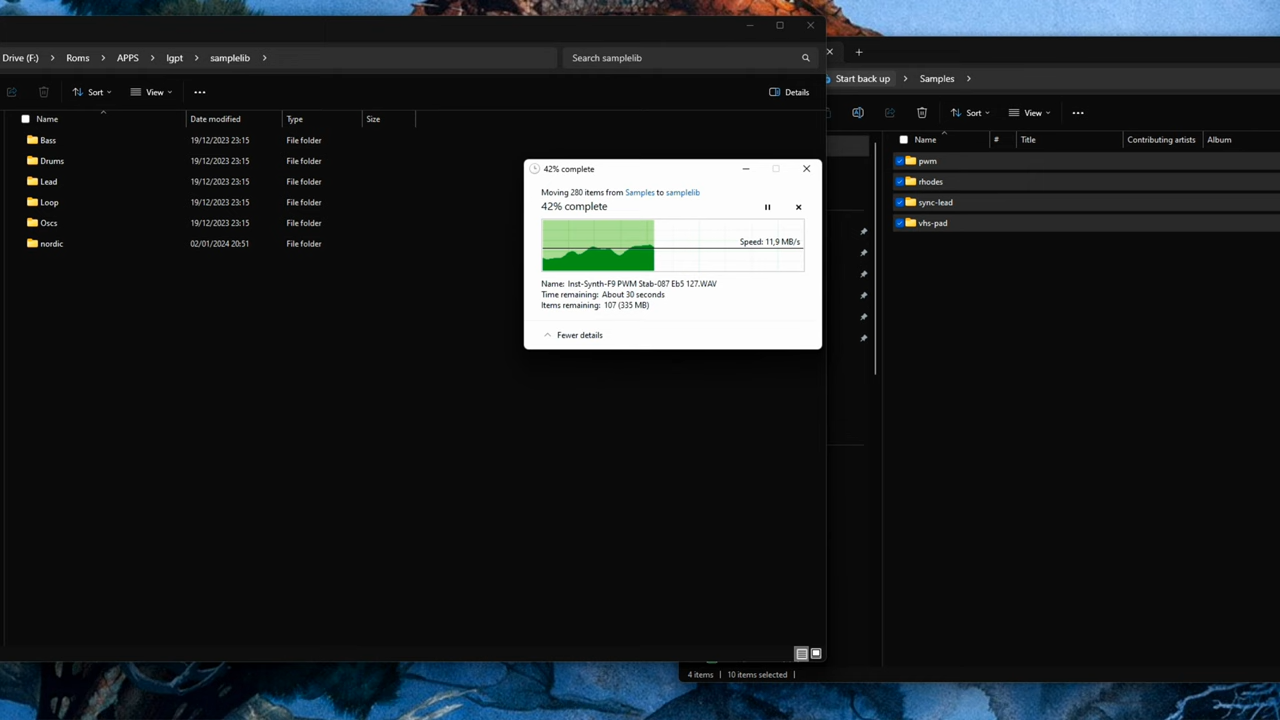 Drive (F:) > Roms > APPS > lgpt > samplelib >
Search samplelib
Sort
View
Details
Name
Date modified
Type
Size
Bass 19/12/2023 23:15 File folder
Drums 19/12/2023 23:15 File folder
Lead 19/12/2023 23:15 File folder
Loop 19/12/2023 23:15 File folder
Oscs 19/12/2023 23:15 File folder
nordic 02/01/2024 20:51 File folder
42% complete
Moving 280 items from Samples to samplelib
42% complete
Speed: 11,9 MB/s
Name: Inst-Synth-F9 PWM Stab-087 Eb5 127.WAV
Time remaining: About 30 seconds
Items remaining: 107 (335 MB)
Fewer details
Start back up > Samples >
Sort
View
Name # Title Contributing artists Album
pwm
rhodes
sync-lead
vhs-pad
4 items
10 items selected